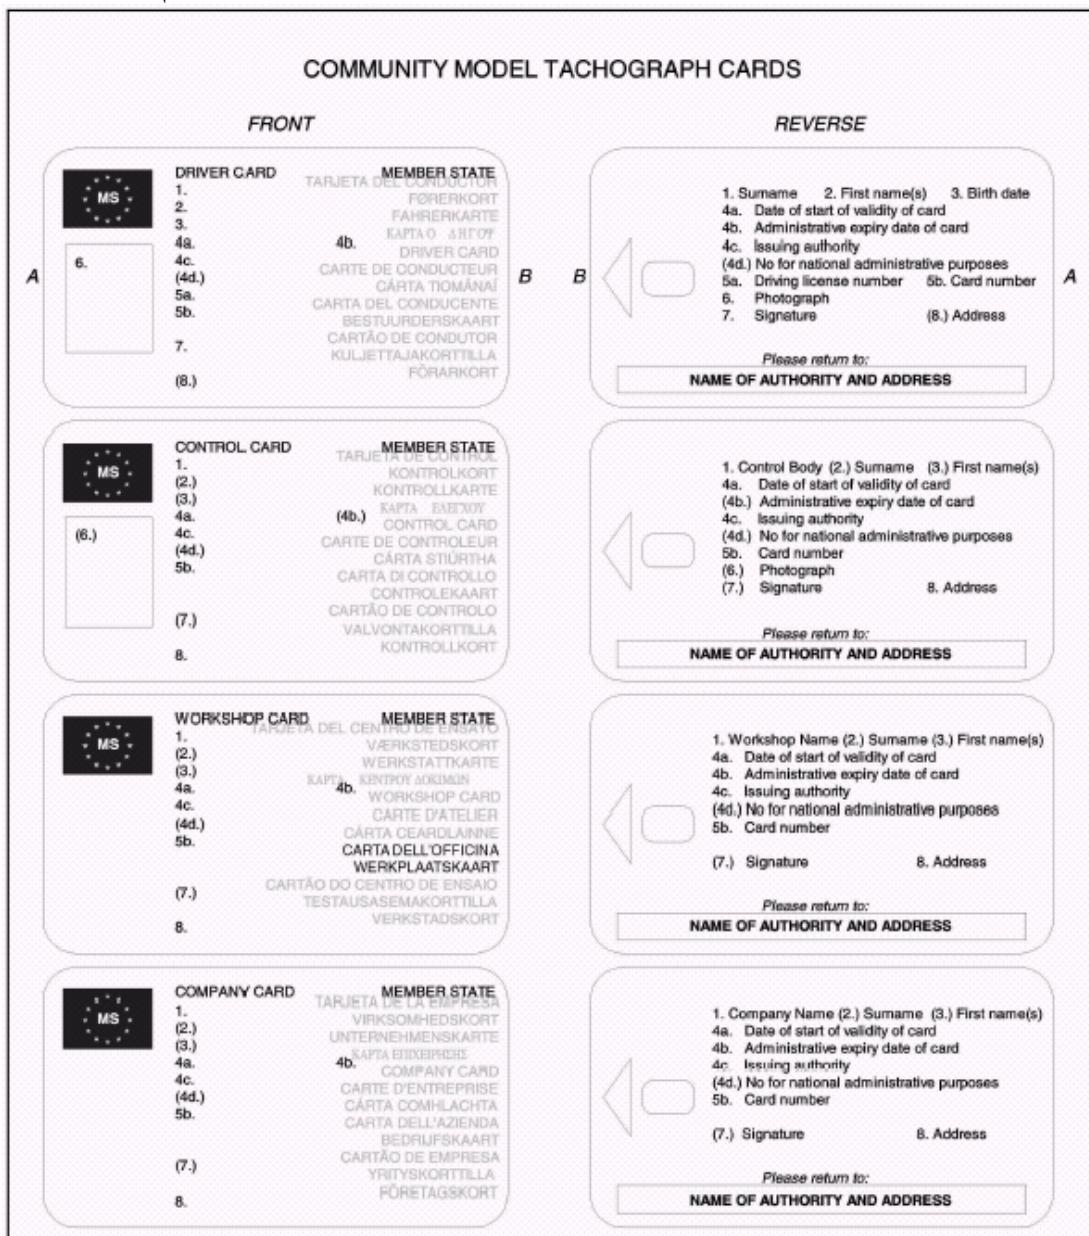 COMMUNITY MODEL TACHOGRAPH CARDS
FRONT
REVERSE
A
B
B
A
MS
DRIVER CARD MEMBER STATE
1.
2.
3.
4a. 4b.
4c.
(4d.)
5a.
5b.
6.
7.
(8.)
TARJETA DEL CONDUCTOR
FØRERKORT
FAHRERKARTE
ΚΑΡΤΑ Ο ΔΗΓΟΥ
DRIVER CARD
CARTE DE CONDUCTEUR
CÁRTA TIOMÁNAÍ
CARTA DEL CONDUCENTE
BESTUURDERSKAART
CARTÃO DE CONDUTOR
KULJETTAJAKORTTILLA
FÖRARKORT
1. Surname 2. First name(s) 3. Birth date
4a. Date of start of validity of card
4b. Administrative expiry date of card
4c. Issuing authority
(4d.) No for national administrative purposes
5a. Driving license number 5b. Card number
6. Photograph
7. Signature (8.) Address
Please return to:
NAME OF AUTHORITY AND ADDRESS
MS
CONTROL CARD MEMBER STATE
1.
(2.)
(3.)
4a. (4b.)
4c.
(4d.)
5b.
(6.)
(7.)
8.
TARJETA DE CONTROL
KONTROLKORT
KONTROLLKARTE
ΚΑΡΤΑ ΕΛΕΓΧΟΥ
CONTROL CARD
CARTE DE CONTROLEUR
CÁRTA STIÚRTHA
CARTA DI CONTROLLO
CONTROLEKAART
CARTÃO DE CONTROLO
VALVONTAKORTTILLA
KONTROLLKORT
1. Control Body (2.) Surname (3.) First name(s)
4a. Date of start of validity of card
(4b.) Administrative expiry date of card
4c. Issuing authority
(4d.) No for national administrative purposes
5b. Card number
(6.) Photograph
(7.) Signature 8. Address
Please return to:
NAME OF AUTHORITY AND ADDRESS
MS
WORKSHOP CARD MEMBER STATE
1.
(2.)
(3.)
4a. 4b.
4c.
(4d.)
5b.
(7.)
8.
TARJETA DEL CENTRO DE ENSAYO
VÆRKSTEDSKORT
WERKSTATTKARTE
ΚΑΡΤΑ ΚΕΝΤΡΟΥ ΔΟΚΙΜΩΝ
WORKSHOP CARD
CARTE D'ATELIER
CÁRTA CEARDLAINNE
CARTA DELL'OFFICINA
WERKPLAATSKAART
CARTÃO DO CENTRO DE ENSAIO
TESTAUSASEMAKORTTILLA
VERKSTADSKORT
1. Workshop Name (2.) Surname (3.) First name(s)
4a. Date of start of validity of card
4b. Administrative expiry date of card
4c. Issuing authority
(4d.) No for national administrative purposes
5b. Card number
(7.) Signature 8. Address
Please return to:
NAME OF AUTHORITY AND ADDRESS
MS
COMPANY CARD MEMBER STATE
1.
(2.)
(3.)
4a. 4b.
4c.
(4d.)
5b.
(7.)
8.
TARJETA DE LA EMPRESA
VIRKSOMHEDSKORT
UNTERNEHMENSKARTE
ΚΑΡΤΑ ΕΠΙΧΕΙΡΗΣΗΣ
COMPANY CARD
CARTE D'ENTREPRISE
CÁRTA COMHLACHTA
CARTA DELL'AZIENDA
BEDRIJFSKAART
CARTÃO DE EMPRESA
YRITYSKORTTILLA
FÖRETAGSKORT
1. Company Name (2.) Surname (3.) First name(s)
4a. Date of start of validity of card
4b. Administrative expiry date of card
4c. Issuing authority
(4d.) No for national administrative purposes
5b. Card number
(7.) Signature 8. Address
Please return to:
NAME OF AUTHORITY AND ADDRESS